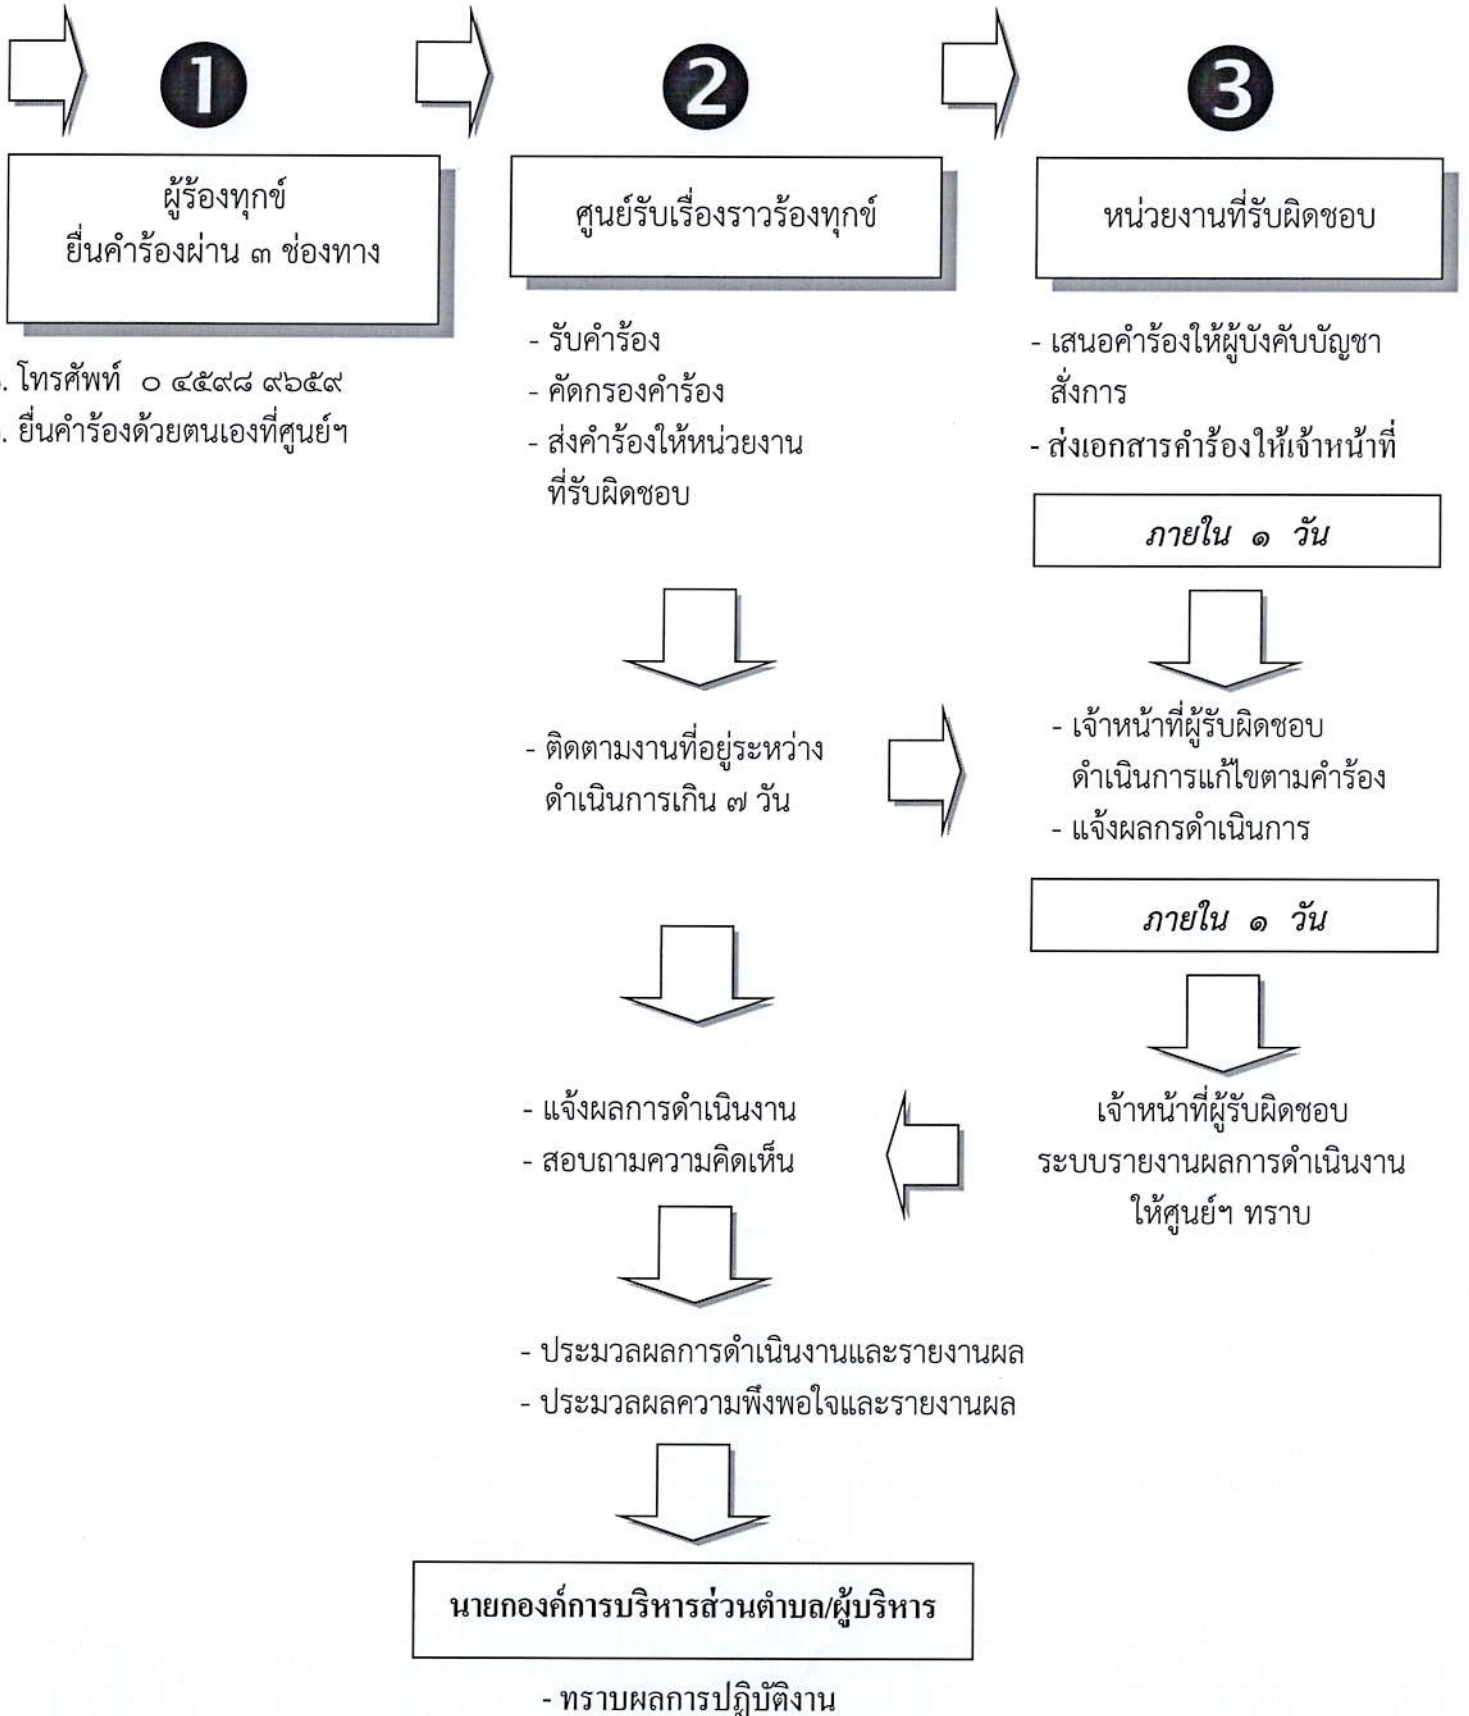 1
ผู้ร้องทุกข์
ยื่นคำร้องผ่าน ๓ ช่องทาง
. โทรศัพท์ ๐ ๔๕๙๘ ๙๖๕๙
. ยื่นคำร้องด้วยตนเองที่ศูนย์ฯ
2
ศูนย์รับเรื่องราวร้องทุกข์
- รับคำร้อง
- คัดกรองคำร้อง
- ส่งคำร้องให้หน่วยงาน
ที่รับผิดชอบ
3
หน่วยงานที่รับผิดชอบ
- เสนอคำร้องให้ผู้บังคับบัญชา
สั่งการ
- ส่งเอกสารคำร้องให้เจ้าหน้าที่
ภายใน ๑ วัน
- ติดตามงานที่อยู่ระหว่าง
ดำเนินการเกิน ๗ วัน
- เจ้าหน้าที่ผู้รับผิดชอบ
ดำเนินการแก้ไขตามคำร้อง
- แจ้งผลกรดำเนินการ
ภายใน ๑ วัน
เจ้าหน้าที่ผู้รับผิดชอบ
ระบบรายงานผลการดำเนินงาน
ให้ศูนย์ฯ ทราบ
- แจ้งผลการดำเนินงาน
- สอบถามความคิดเห็น
- ประมวลผลการดำเนินงานและรายงานผล
- ประมวลผลความพึงพอใจและรายงานผล
นายกองค์การบริหารส่วนตำบล/ผู้บริหาร
- ทราบผลการปฏิบัติงาน